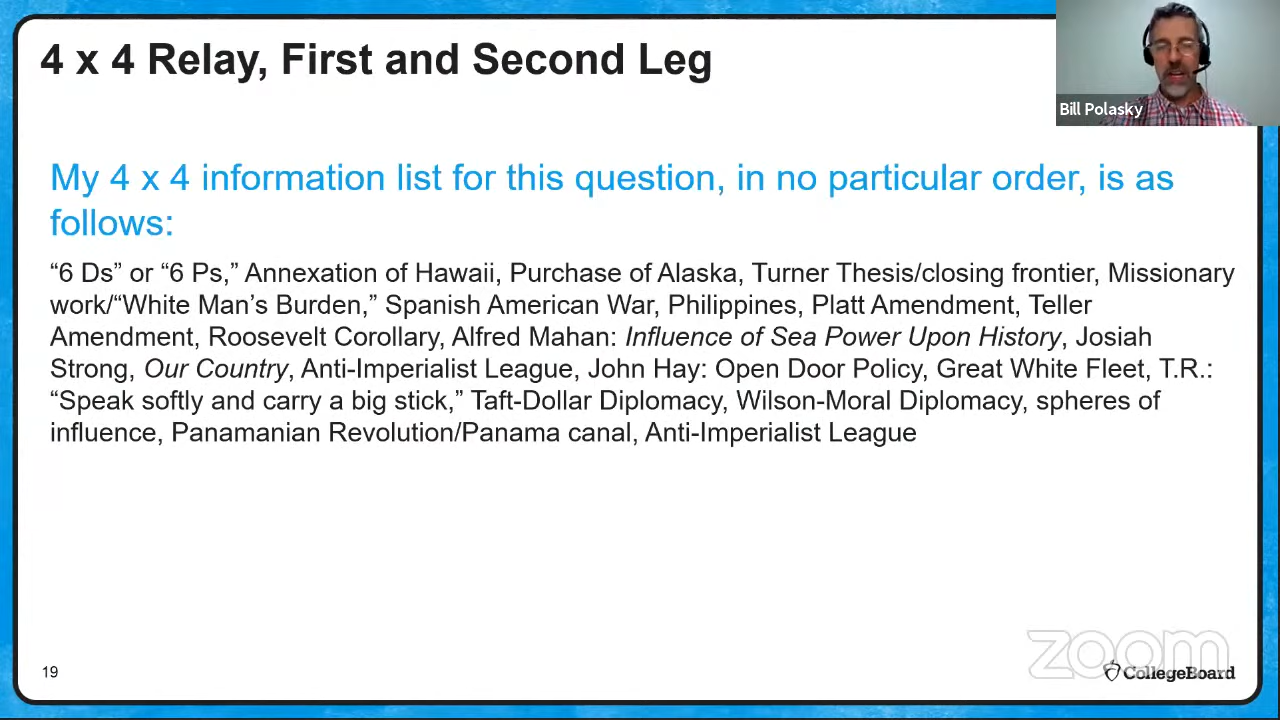 4 x 4 Relay, First and Second Leg
Bill Polasky
My 4 x 4 information list for this question, in no particular order, is as
follows:
“6 Ds” or “6 Ps,” Annexation of Hawaii, Purchase of Alaska, Turner Thesis/closing frontier, Missionary
work/“White Man’s Burden,” Spanish American War, Philippines, Platt Amendment, Teller
Amendment, Roosevelt Corollary, Alfred Mahan: Influence of Sea Power Upon History, Josiah
Strong, Our Country, Anti-Imperialist League, John Hay: Open Door Policy, Great White Fleet, T.R.:
“Speak softly and carry a big stick,” Taft-Dollar Diplomacy, Wilson-Moral Diplomacy, spheres of
influence, Panamanian Revolution/Panama canal, Anti-Imperialist League
zoom
19
CollegeBoard